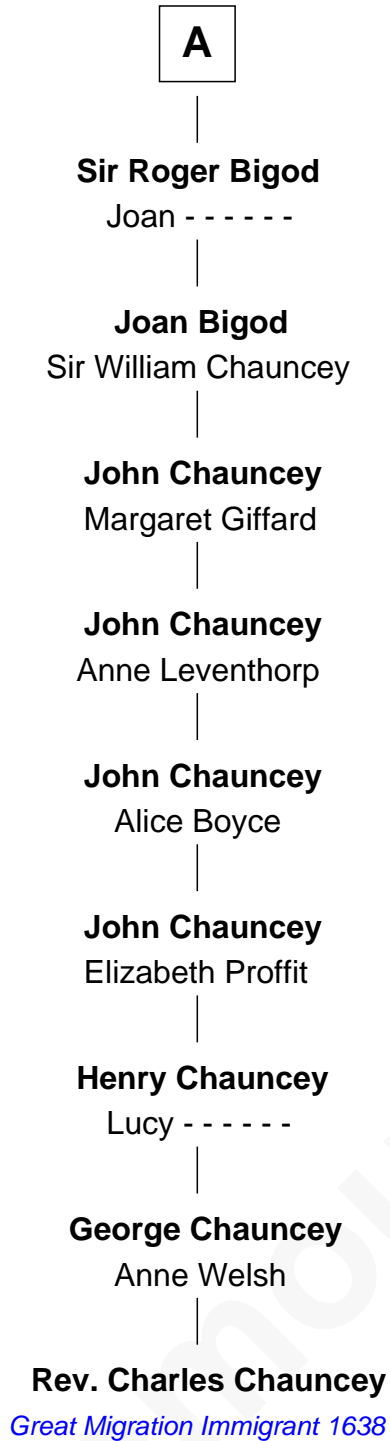 A
Sir Roger Bigod
Joan - - - - - -
Joan Bigod
Sir William Chauncey
John Chauncey
Margaret Giffard
John Chauncey
Anne Leventhorp
John Chauncey
Alice Boyce
John Chauncey
Elizabeth Proffit
Henry Chauncey
Lucy - - - - - -
George Chauncey
Anne Welsh
Rev. Charles Chauncey
Great Migration Immigrant 1638